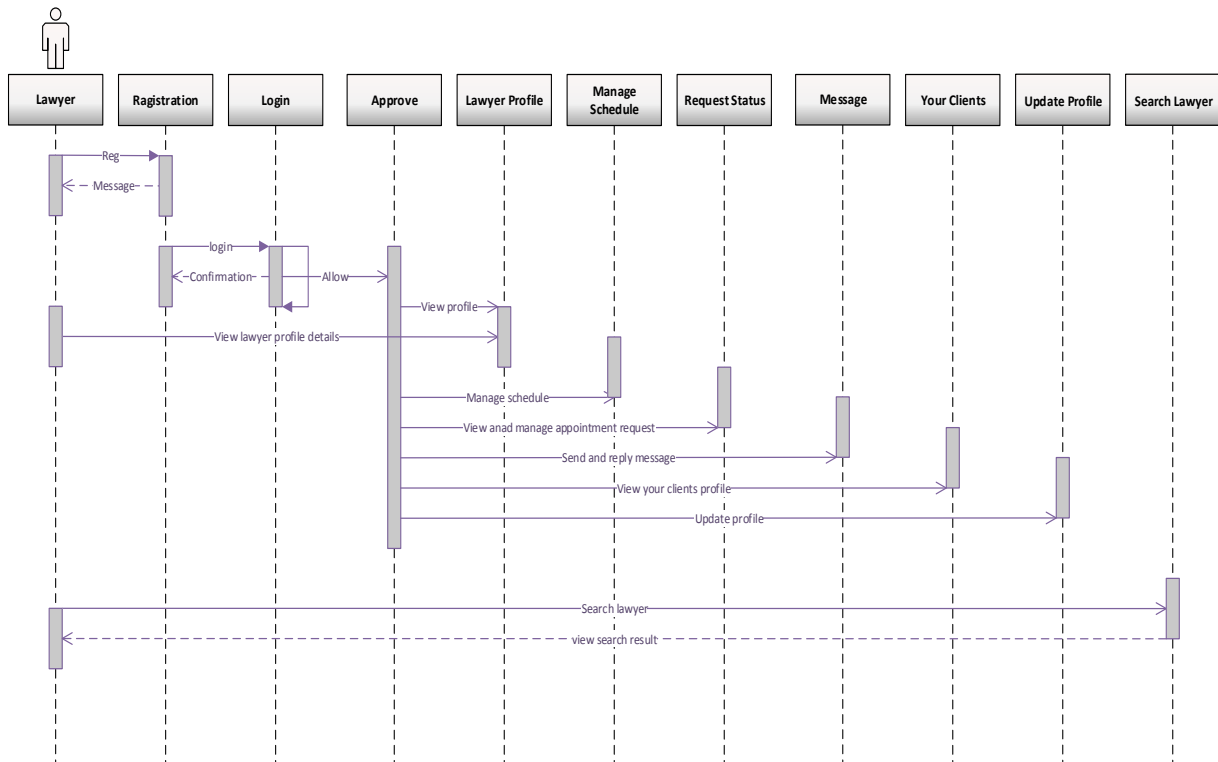 Lawyer
Ragistration
Login
Approve
Lawyer Profile
Manage
Schedule
Request Status
Message
Your Clients
Update Profile
Search Lawyer
Reg
Message
login
Confirmation
Allow
View profile
View lawyer profile details
Manage schedule
View anad manage appointment request
Send and reply message
View your clients profile
Update profile
Search lawyer
view search result